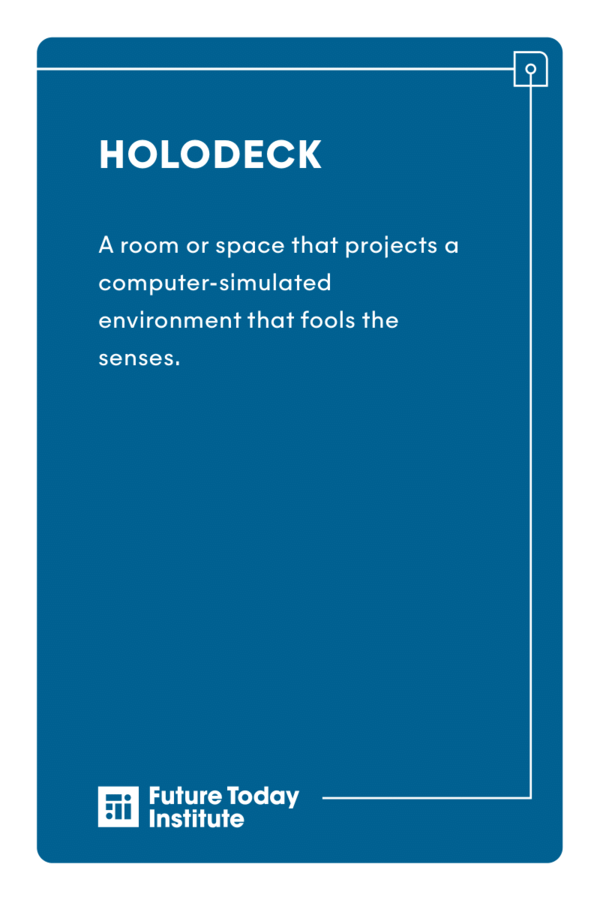 HOLODECK
A room or space that projects a
computer-simulated
environment that fools the
senses.
Future Today
Institute